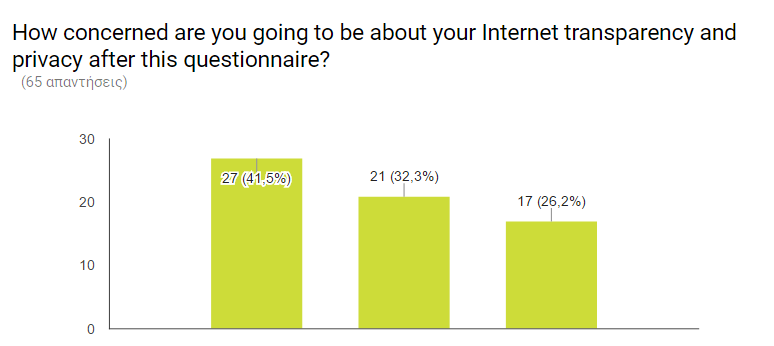 How concerned are you going to be about your Internet transparency and
privacy after this questionnaire?
(65 απαντήσεις)
30
27 (41,5%)
21 (32,3%)
20
17 (26,2%)
10
0